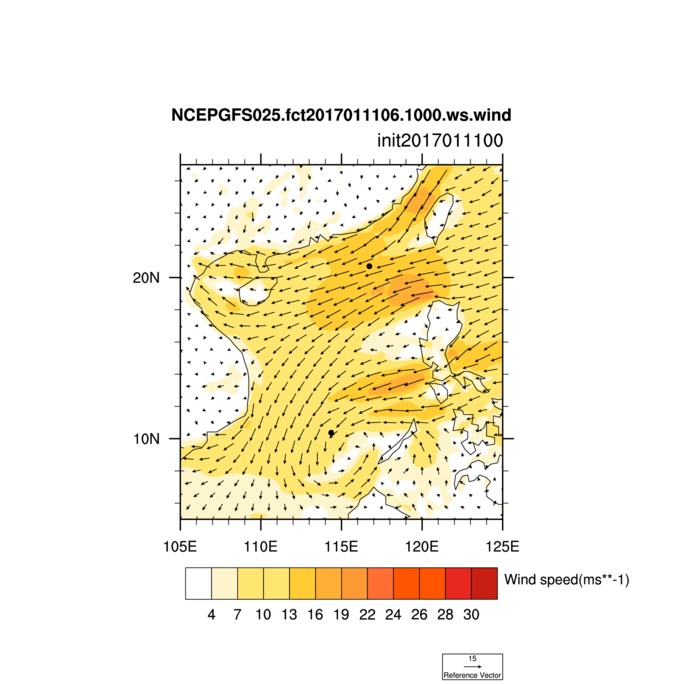 NCEPGFS025.fct2017011106.1000.ws.wind
init2017011100
20N
10N
105E 110E 115E 120E 125E
Wind speed(ms**-1)
4 7 10 13 16 19 22 24 26 28 30
15
Reference Vector